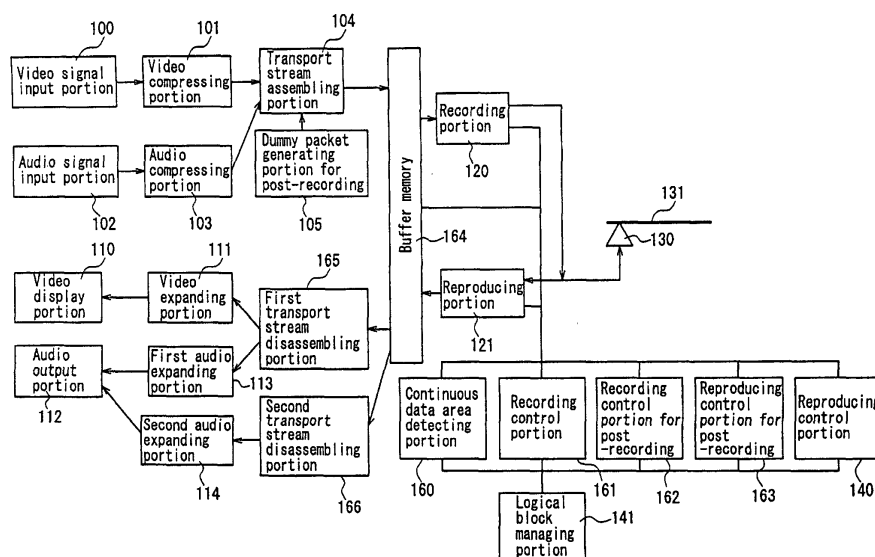 100
Video signal
input portion
101
Video
compressing
portion
104
Transport
stream
assembling
portion
Audio signal
input portion
102
Audio
compressing
portion
103
Dummy packet
generating
portion for
post-recording
105
Buffer memory
164
Recording
portion
120
131
130
Reproducing
portion
121
110
Video
display
portion
111
Video
expanding
portion
165
First
transport
stream
disassembling
portion
Audio
output
portion
112
First audio
expanding
portion
113
Second audio
expanding
portion
114
Second
transport
stream
disassembling
portion
166
Continuous
data area
detecting
portion
160
Recording
control
portion
161
Recording
control
portion for
post
-recording
162
Reproducing
control
portion for
post
-recording
163
Reproducing
control
portion
140
Logical
block
managing
portion
141